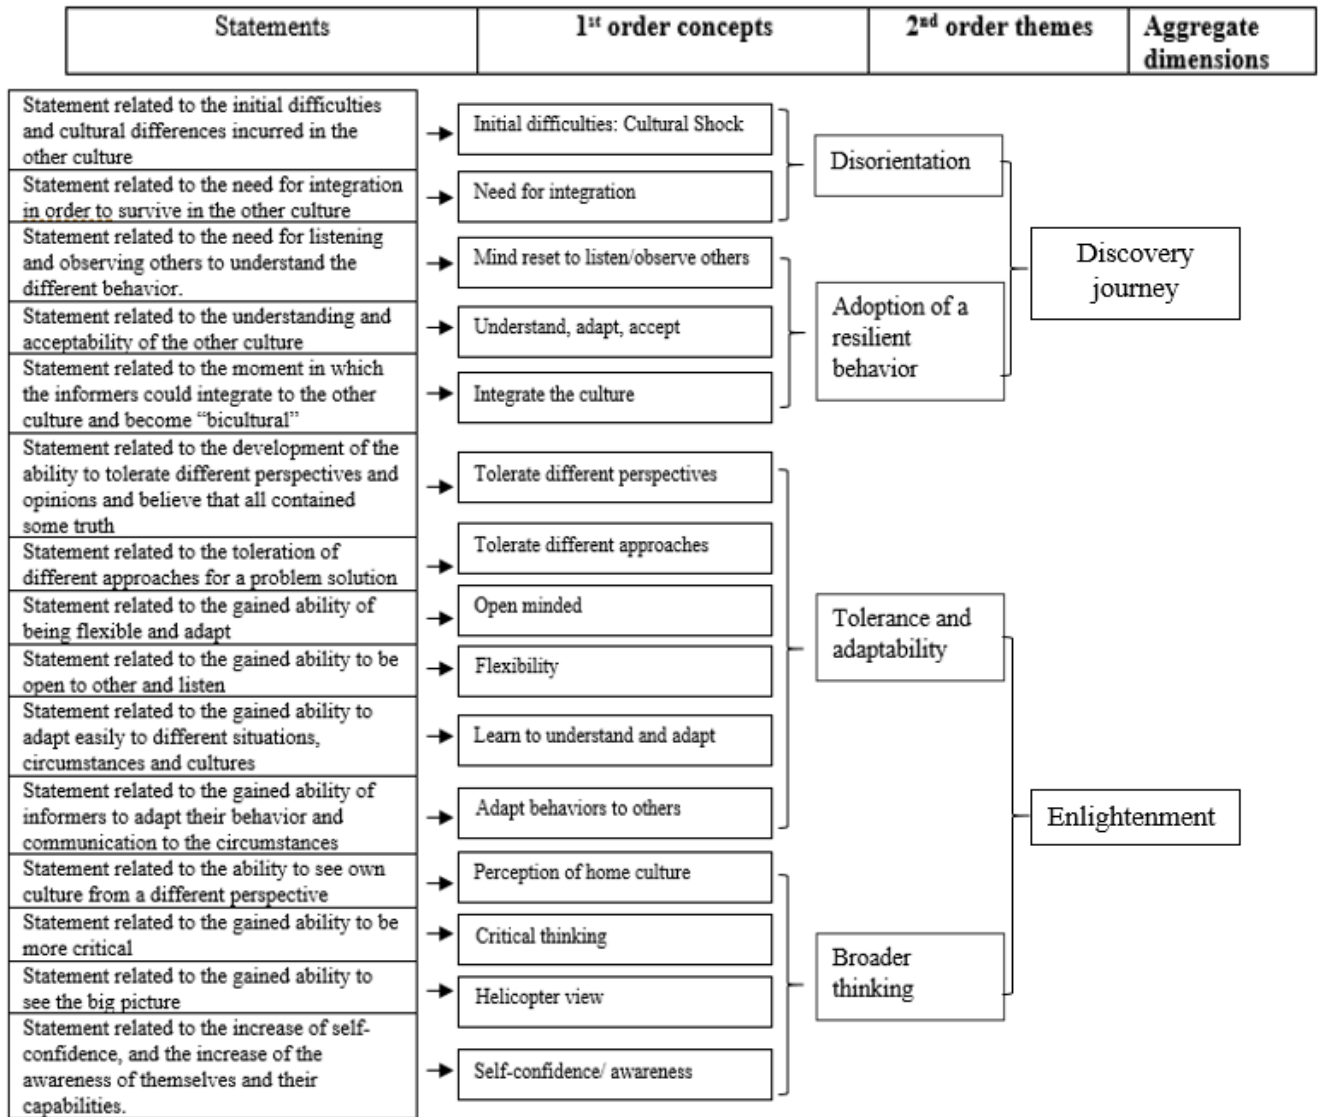 Statements
1st order concepts
2nd order themes
Aggregate
dimensions
Statement related to the initial difficulties
and cultural differences incurred in the
other culture
Initial difficulties: Cultural Shock
Statement related to the need for integration
in order to survive in the other culture
Need for integration
Disorientation
Statement related to the need for listening
and observing others to understand the
different behavior.
Mind reset to listen/observe others
Statement related to the understanding and
acceptability of the other culture
Understand, adapt, accept
Statement related to the moment in which
the informers could integrate to the other
culture and become “bicultural”
Integrate the culture
Adoption of a
resilient
behavior
Discovery
journey
Statement related to the development of the
ability to tolerate different perspectives and
opinions and believe that all contained
some truth
Tolerate different perspectives
Statement related to the toleration of
different approaches for a problem solution
Tolerate different approaches
Statement related to the gained ability of
being flexible and adapt
Open minded
Statement related to the gained ability to be
open to other and listen
Flexibility
Statement related to the gained ability to
adapt easily to different situations,
circumstances and cultures
Learn to understand and adapt
Statement related to the gained ability of
informers to adapt their behavior and
communication to the circumstances
Adapt behaviors to others
Tolerance and
adaptability
Statement related to the ability to see own
culture from a different perspective
Perception of home culture
Statement related to the gained ability to be
more critical
Critical thinking
Statement related to the gained ability to
see the big picture
Helicopter view
Statement related to the increase of self-
confidence, and the increase of the
awareness of themselves and their
capabilities.
Self-confidence/ awareness
Broader
thinking
Enlightenment